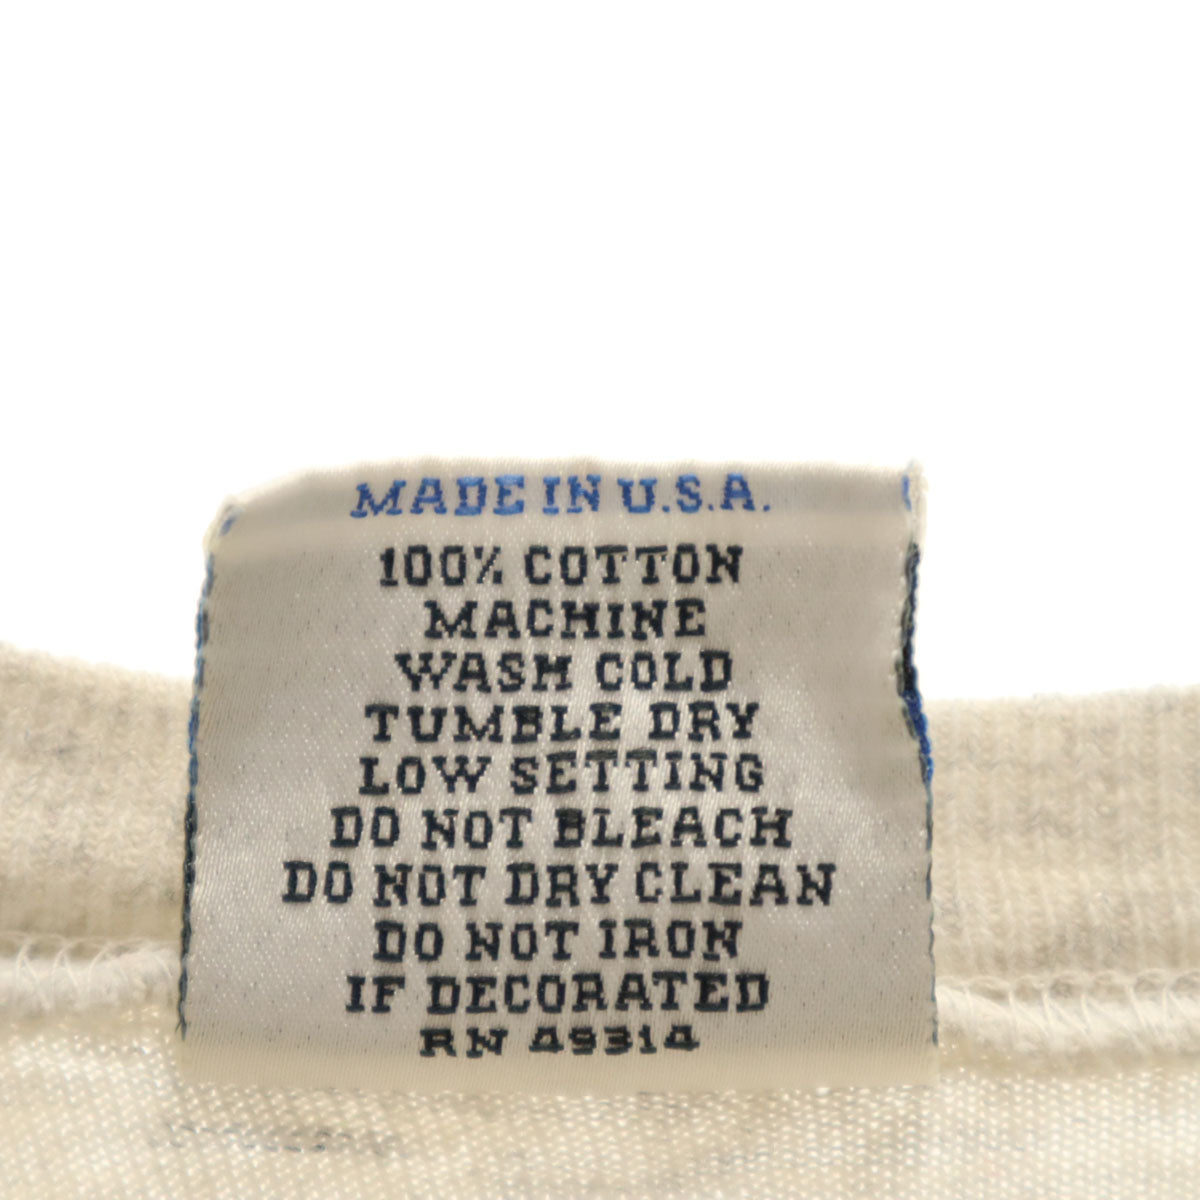 MADE IN U.S.A.
100% COTTON
MACHINE
WASH COLD
TUMBLE DRY
LOW SETTING
DO NOT BLEACH
DO NOT DRY CLEAN
DO NOT IRON
IF DECORATED
RN 49314